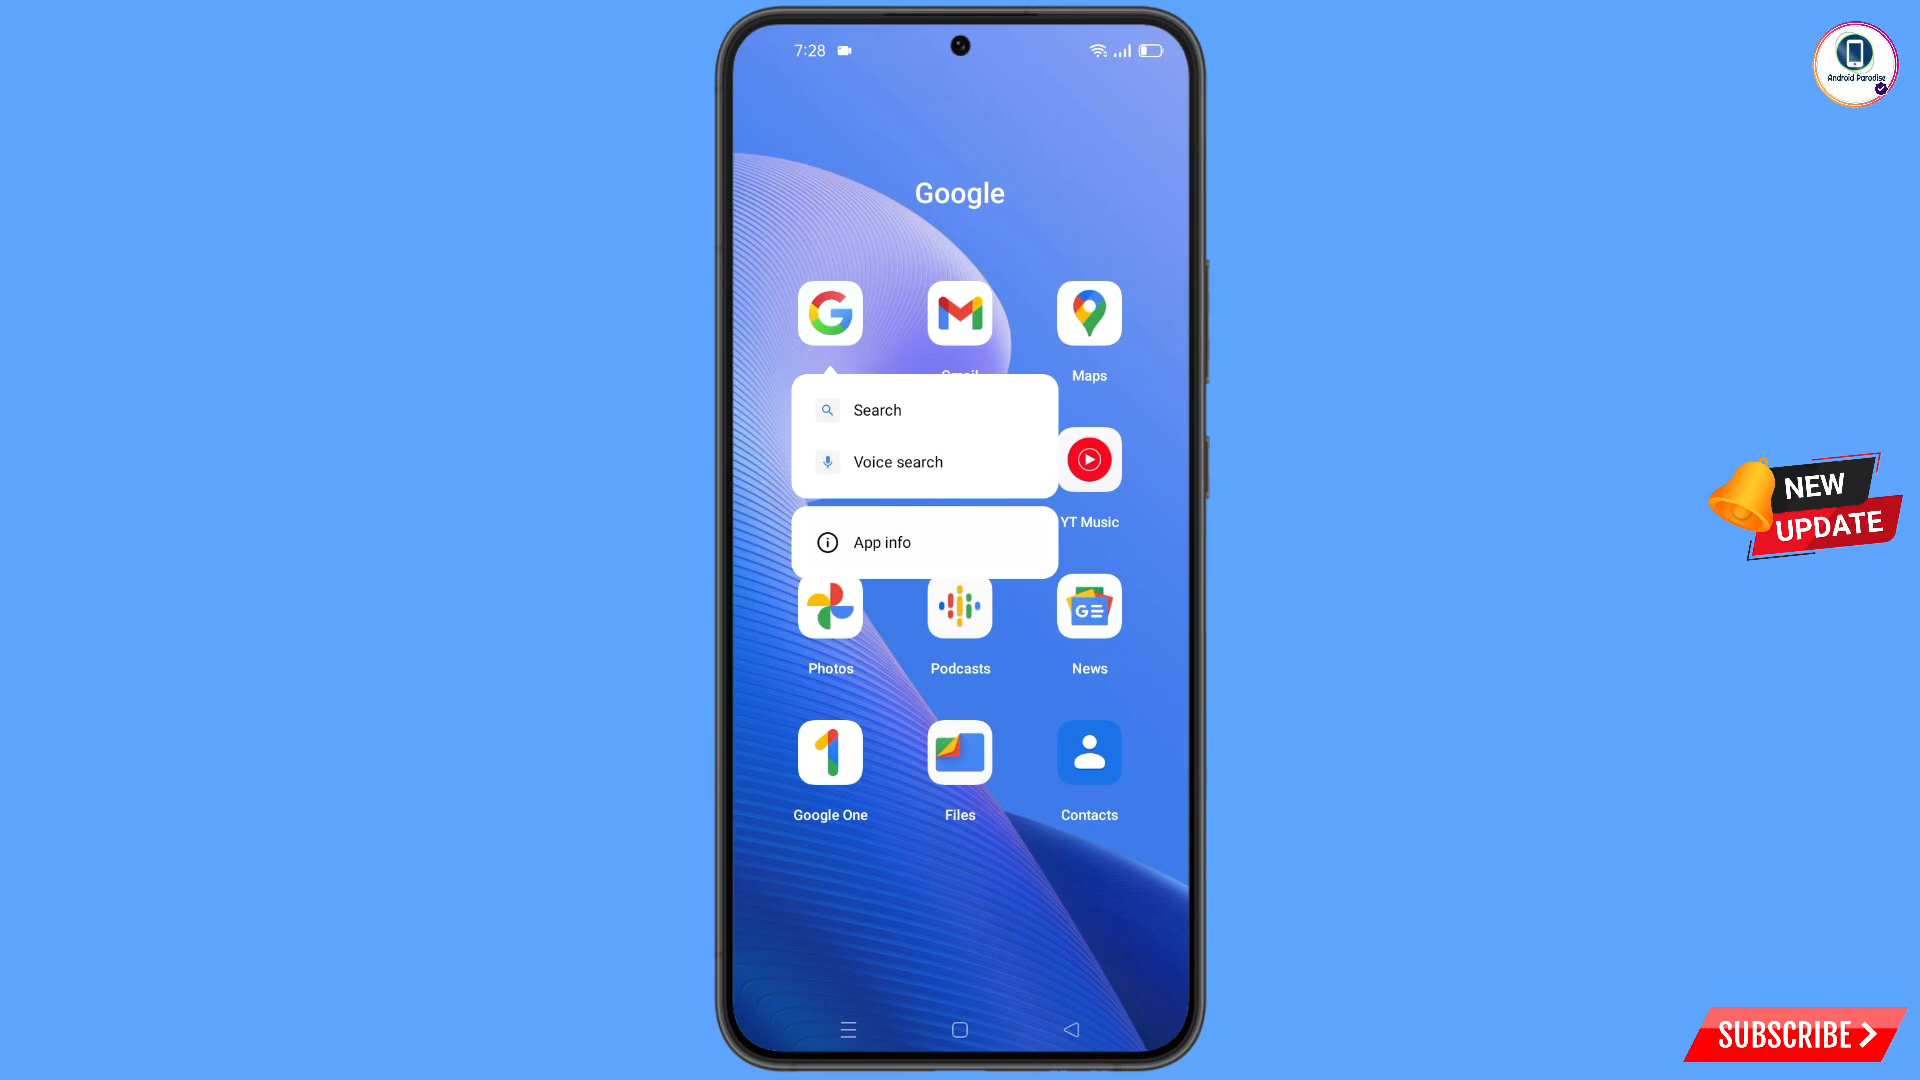 7:28
Android Paradise
Google
Maps
Search
Voice search
YT Music
App info
Photos
Podcasts
News
Google One
Files
Contacts
NEW
UPDATE
SUBSCRIBE